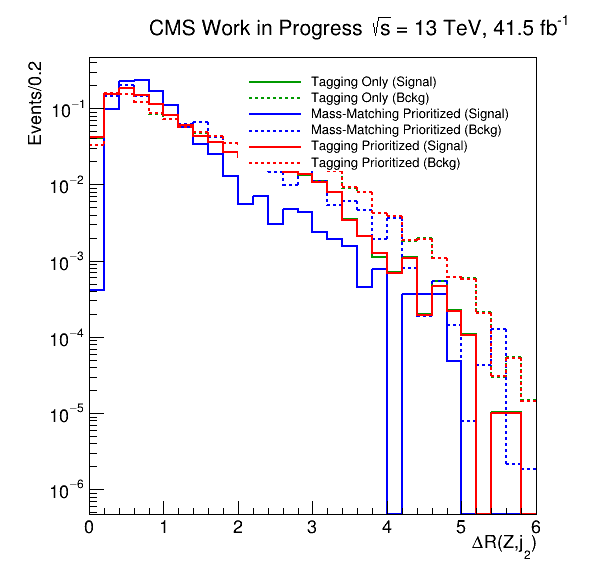 CMS Work in Progress √s = 13 TeV, 41.5 fb⁻¹
Events/0.2
Tagging Only (Signal)
Tagging Only (Bckg)
Mass-Matching Prioritized (Signal)
Mass-Matching Prioritized (Bckg)
Tagging Prioritized (Signal)
Tagging Prioritized (Bckg)
10⁻¹
10⁻²
10⁻³
10⁻⁴
10⁻⁵
10⁻⁶
0 1 2 3 4 5 6
ΔR(Z,j₂)